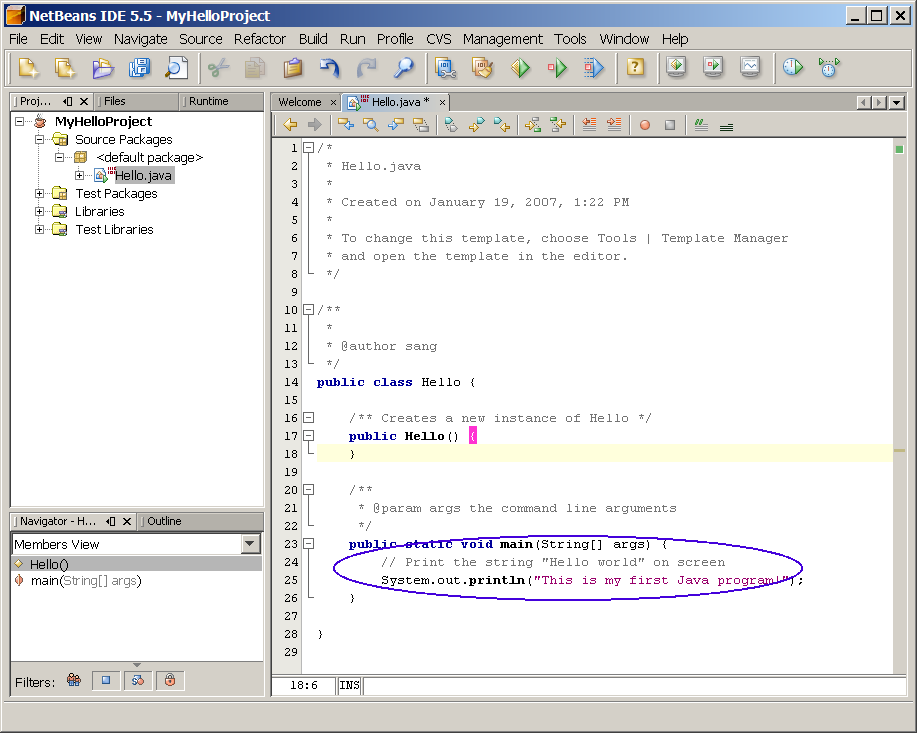 NetBeans IDE 5.5 - MyHelloProject
File Edit View Navigate Source Refactor Build Run Profile CVS Management Tools Window Help
Proj... Files Runtime
MyHelloProject
Source Packages
<default package>
Hello.java
Test Packages
Libraries
Test Libraries
Navigator - H... Outline
Members View
Hello()
main(String[] args)
Filters:
Welcome Hello.java *
1 /*
2 * Hello.java
3 *
4 * Created on January 19, 2007, 1:22 PM
5 *
6 * To change this template, choose Tools | Template Manager
7 * and open the template in the editor.
8 */
9
10 /**
11 *
12 * @author sang
13 */
14 public class Hello {
15
16 /** Creates a new instance of Hello */
17 public Hello() {
18 }
19
20 /**
21 * @param args the command line arguments
22 */
23 public static void main(String[] args) {
24 // Print the string "Hello world" on screen
25 System.out.println("This is my first Java program!");
26 }
27
28 }
29
18:6 INS